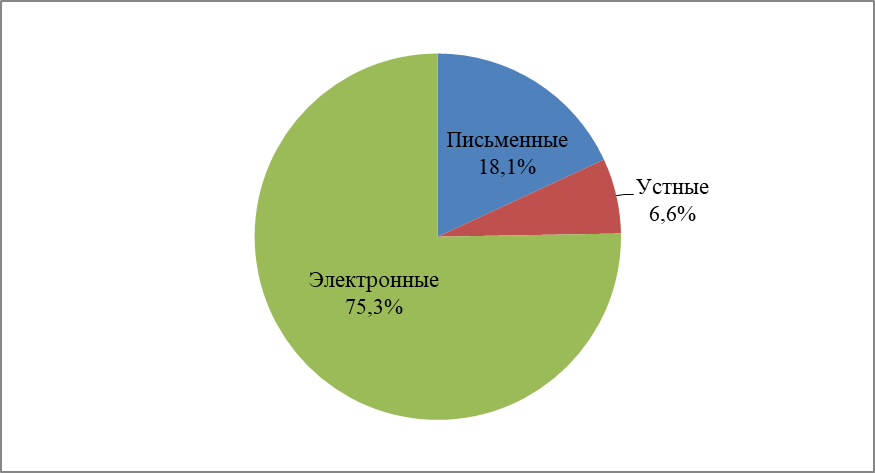 Письменные
18,1%
Устные
6,6%
Электронные
75,3%